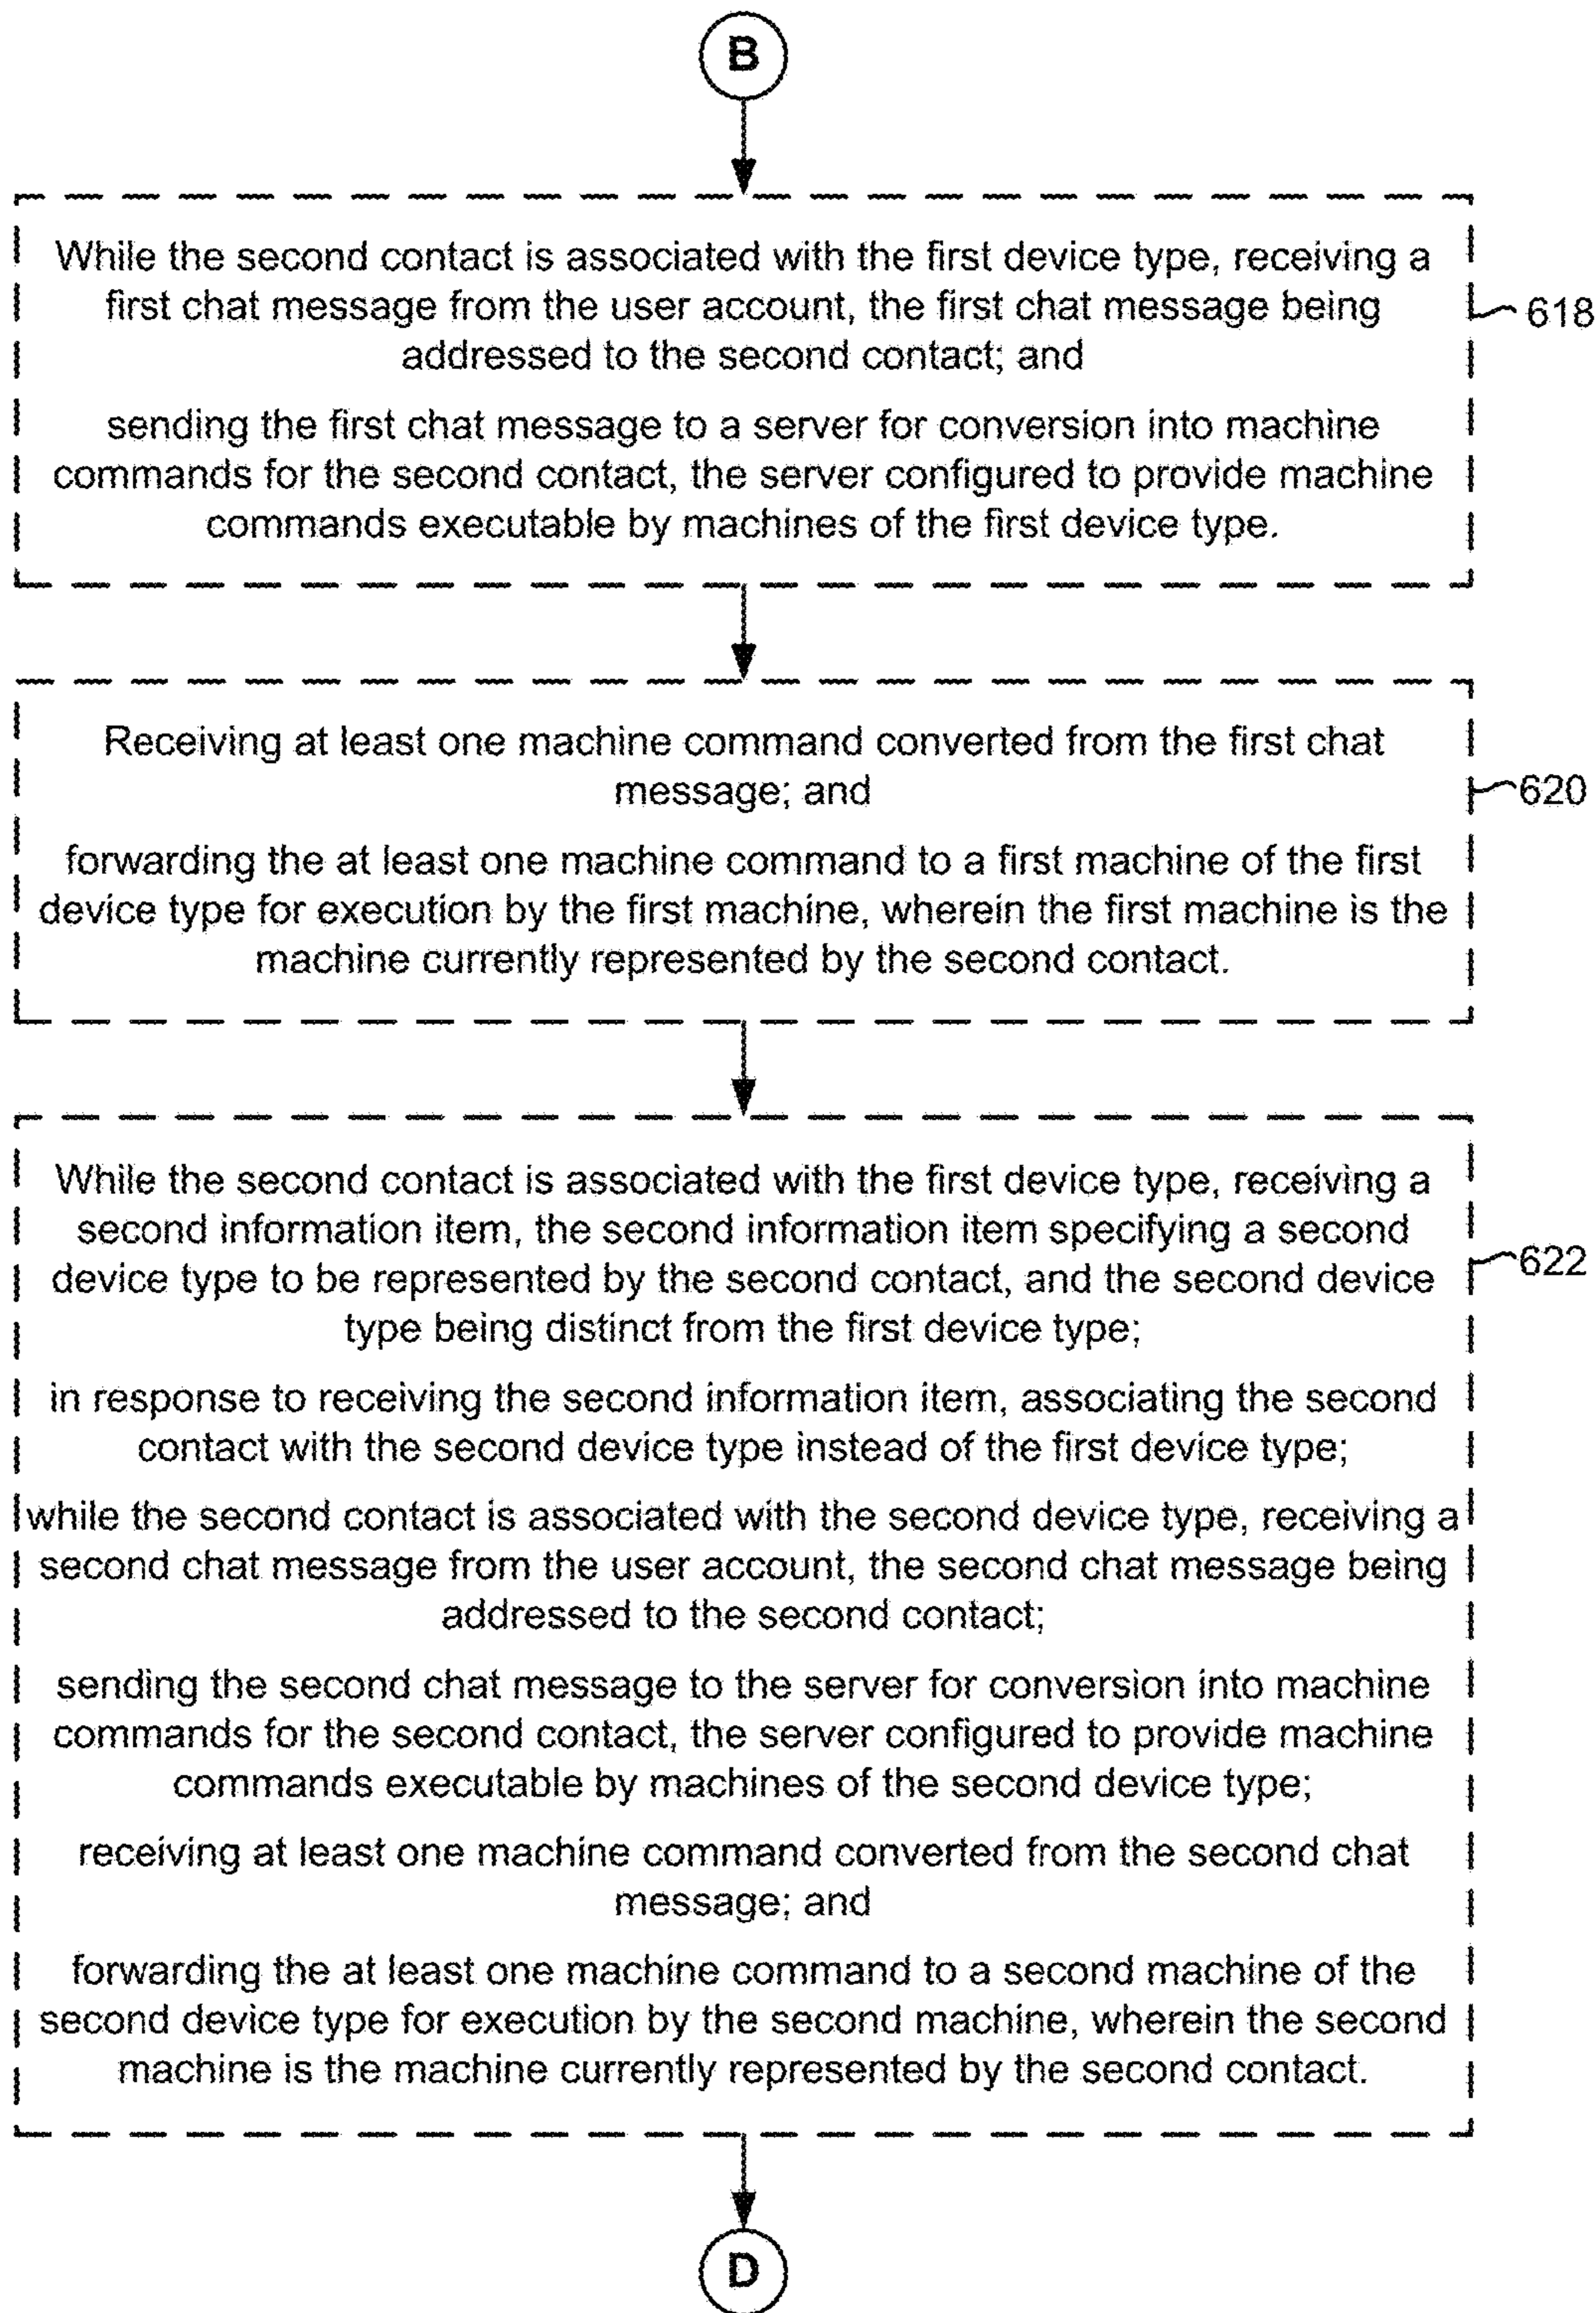 B
While the second contact is associated with the first device type, receiving a
first chat message from the user account, the first chat message being
addressed to the second contact; and
sending the first chat message to a server for conversion into machine
commands for the second contact, the server configured to provide machine
commands executable by machines of the first device type.
618
Receiving at least one machine command converted from the first chat
message; and
forwarding the at least one machine command to a first machine of the first
device type for execution by the first machine, wherein the first machine is the
machine currently represented by the second contact.
620
While the second contact is associated with the first device type, receiving a
second information item, the second information item specifying a second
device type to be represented by the second contact, and the second device
type being distinct from the first device type;
in response to receiving the second information item, associating the second
contact with the second device type instead of the first device type;
while the second contact is associated with the second device type, receiving a
second chat message from the user account, the second chat message being
addressed to the second contact;
sending the second chat message to the server for conversion into machine
commands for the second contact, the server configured to provide machine
commands executable by machines of the second device type;
receiving at least one machine command converted from the second chat
message; and
forwarding the at least one machine command to a second machine of the
second device type for execution by the second machine, wherein the second
machine is the machine currently represented by the second contact.
622
D